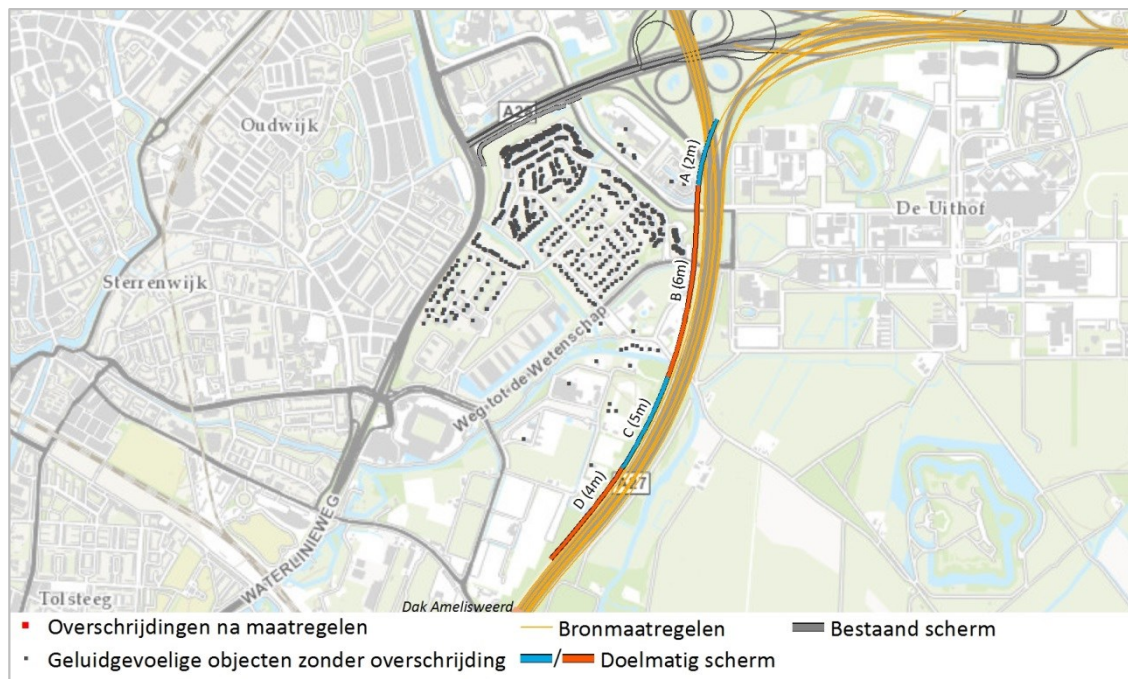 Oudwijk
A28
A (2m)
De Uithof
Sterrenwijk
B (6m)
Weg-tot-de-Wetenschap
C (5m)
D (4m)
A27
WATERLINIEWEG
Tolsteeg
Dak Amelisweerd
Overschrijdingen na maatregelen
Bronmaatregelen
Bestaand scherm
Geluidgevoelige objecten zonder overschrijding
/
Doelmatig scherm